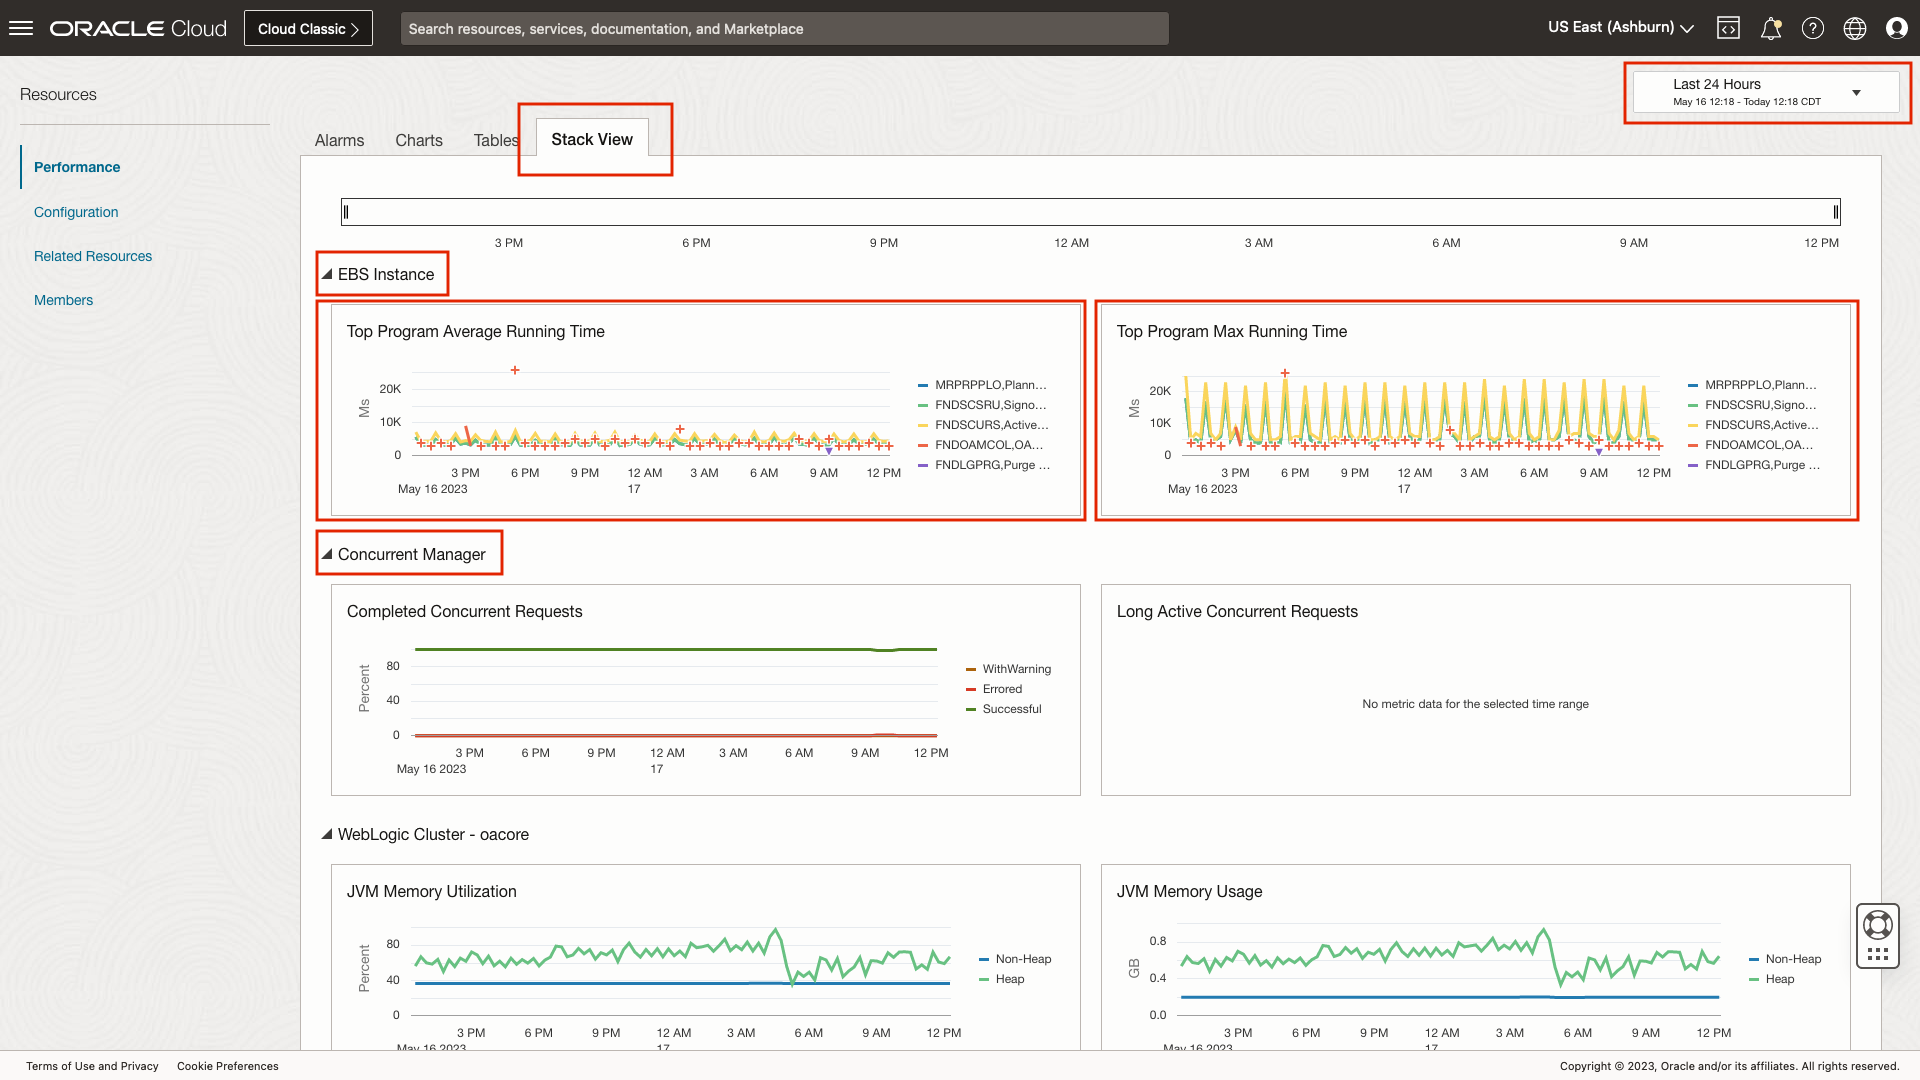 ORACLE Cloud
Cloud Classic
Search resources, services, documentation, and Marketplace
US East (Ashburn)
Last 24 Hours
May 16 12:18 - Today 12:18 CDT
Resources
Performance
Configuration
Related Resources
Members
Alarms Charts Tables Stack View
3 PM 6 PM 9 PM 12 AM 3 AM 6 AM 9 AM 12 PM
EBS Instance
Top Program Average Running Time
Ms
20K
10K
0
3 PM 6 PM 9 PM 12 AM 3 AM 6 AM 9 AM 12 PM
May 16 2023 17
MRPRPPLO,Plann...
FNDSCSRU,Signo...
FNDSCURS,Active...
FNDOAMCOL,OA...
FNDLGPRG,Purge ...
Top Program Max Running Time
Ms
20K
10K
0
3 PM 6 PM 9 PM 12 AM 3 AM 6 AM 9 AM 12 PM
May 16 2023 17
MRPRPPLO,Plann...
FNDSCSRU,Signo...
FNDSCURS,Active...
FNDOAMCOL,OA...
FNDLGPRG,Purge ...
Concurrent Manager
Completed Concurrent Requests
Percent
80
40
0
3 PM 6 PM 9 PM 12 AM 3 AM 6 AM 9 AM 12 PM
May 16 2023 17
WithWarning
Errored
Successful
Long Active Concurrent Requests
No metric data for the selected time range
WebLogic Cluster - oacore
JVM Memory Utilization
Percent
80
40
0
3 PM 6 PM 9 PM 12 AM 3 AM 6 AM 9 AM 12 PM
May 16 2023 17
Non-Heap
Heap
JVM Memory Usage
GB
0.8
0.4
0.0
3 PM 6 PM 9 PM 12 AM 3 AM 6 AM 9 AM 12 PM
May 16 2023 17
Non-Heap
Heap
Terms of Use and Privacy Cookie Preferences
Copyright © 2023, Oracle and/or its affiliates. All rights reserved.